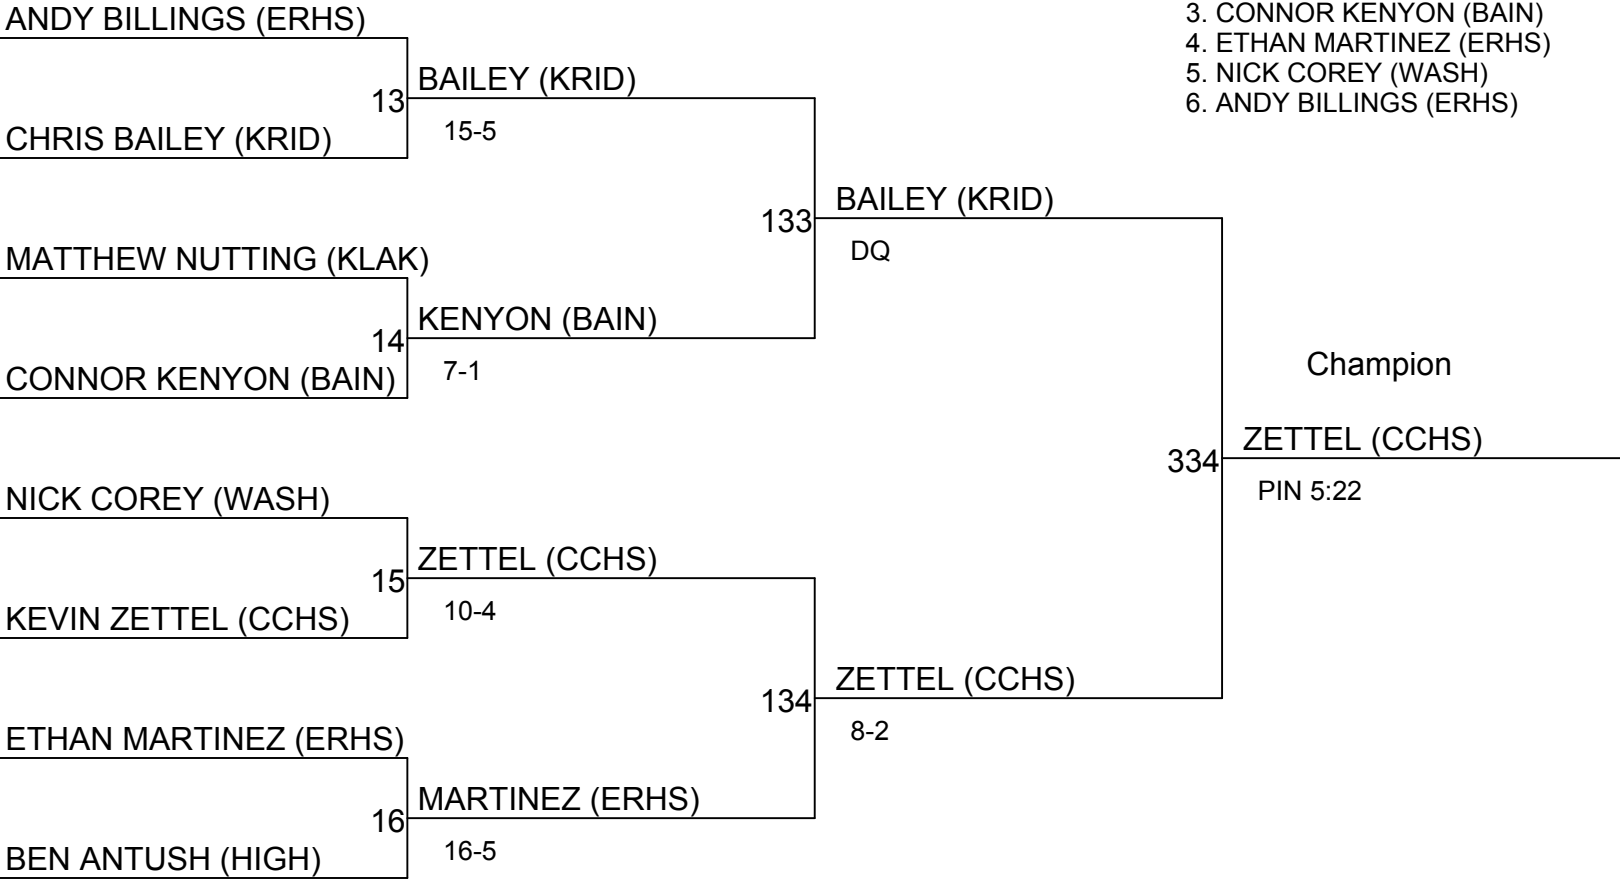 ANDY BILLINGS (ERHS)
3. CONNOR KENYON (BAIN)
4. ETHAN MARTINEZ (ERHS)
5. NICK COREY (WASH)
6. ANDY BILLINGS (ERHS)
13
BAILEY (KRID)
15-5
CHRIS BAILEY (KRID)
133
BAILEY (KRID)
DQ
MATTHEW NUTTING (KLAK)
14
KENYON (BAIN)
7-1
CONNOR KENYON (BAIN)
Champion
334
ZETTEL (CCHS)
PIN 5:22
NICK COREY (WASH)
15
ZETTEL (CCHS)
10-4
KEVIN ZETTEL (CCHS)
134
ZETTEL (CCHS)
8-2
ETHAN MARTINEZ (ERHS)
16
MARTINEZ (ERHS)
16-5
BEN ANTUSH (HIGH)